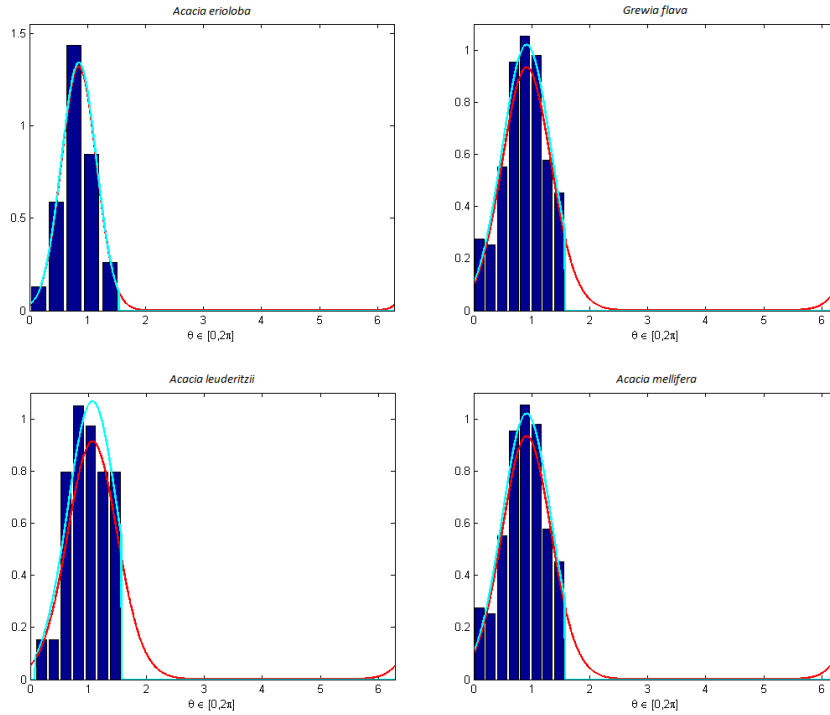 Acacia erioloba
1.5
1
0.5
0
0 1 2 3 4 5 6
θ ∈ [0,2π]
Grewia flava
1
0.8
0.6
0.4
0.2
0
0 1 2 3 4 5 6
θ ∈ [0,2π]
Acacia leuderitzii
1
0.8
0.6
0.4
0.2
0
0 1 2 3 4 5 6
θ ∈ [0,2π]
Acacia mellifera
1
0.8
0.6
0.4
0.2
0
0 1 2 3 4 5 6
θ ∈ [0,2π]